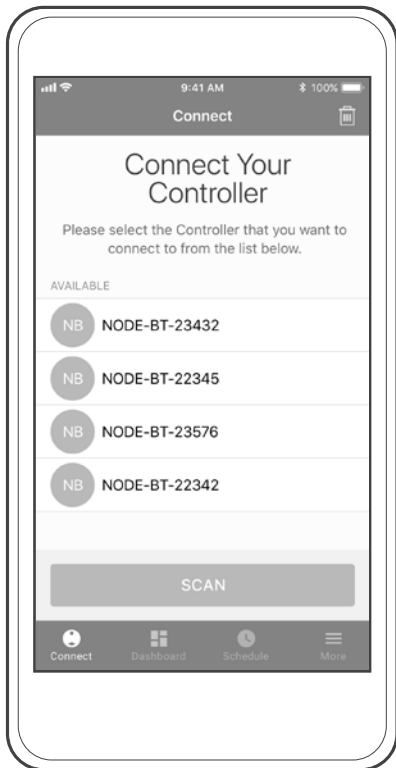 9:41 AM
100%
Connect
Connect Your
Controller
Please select the Controller that you want to
connect to from the list below.
AVAILABLE
NB NODE-BT-23432
NB NODE-BT-22345
NB NODE-BT-23576
NB NODE-BT-22342
SCAN
Connect Dashboard Schedule More